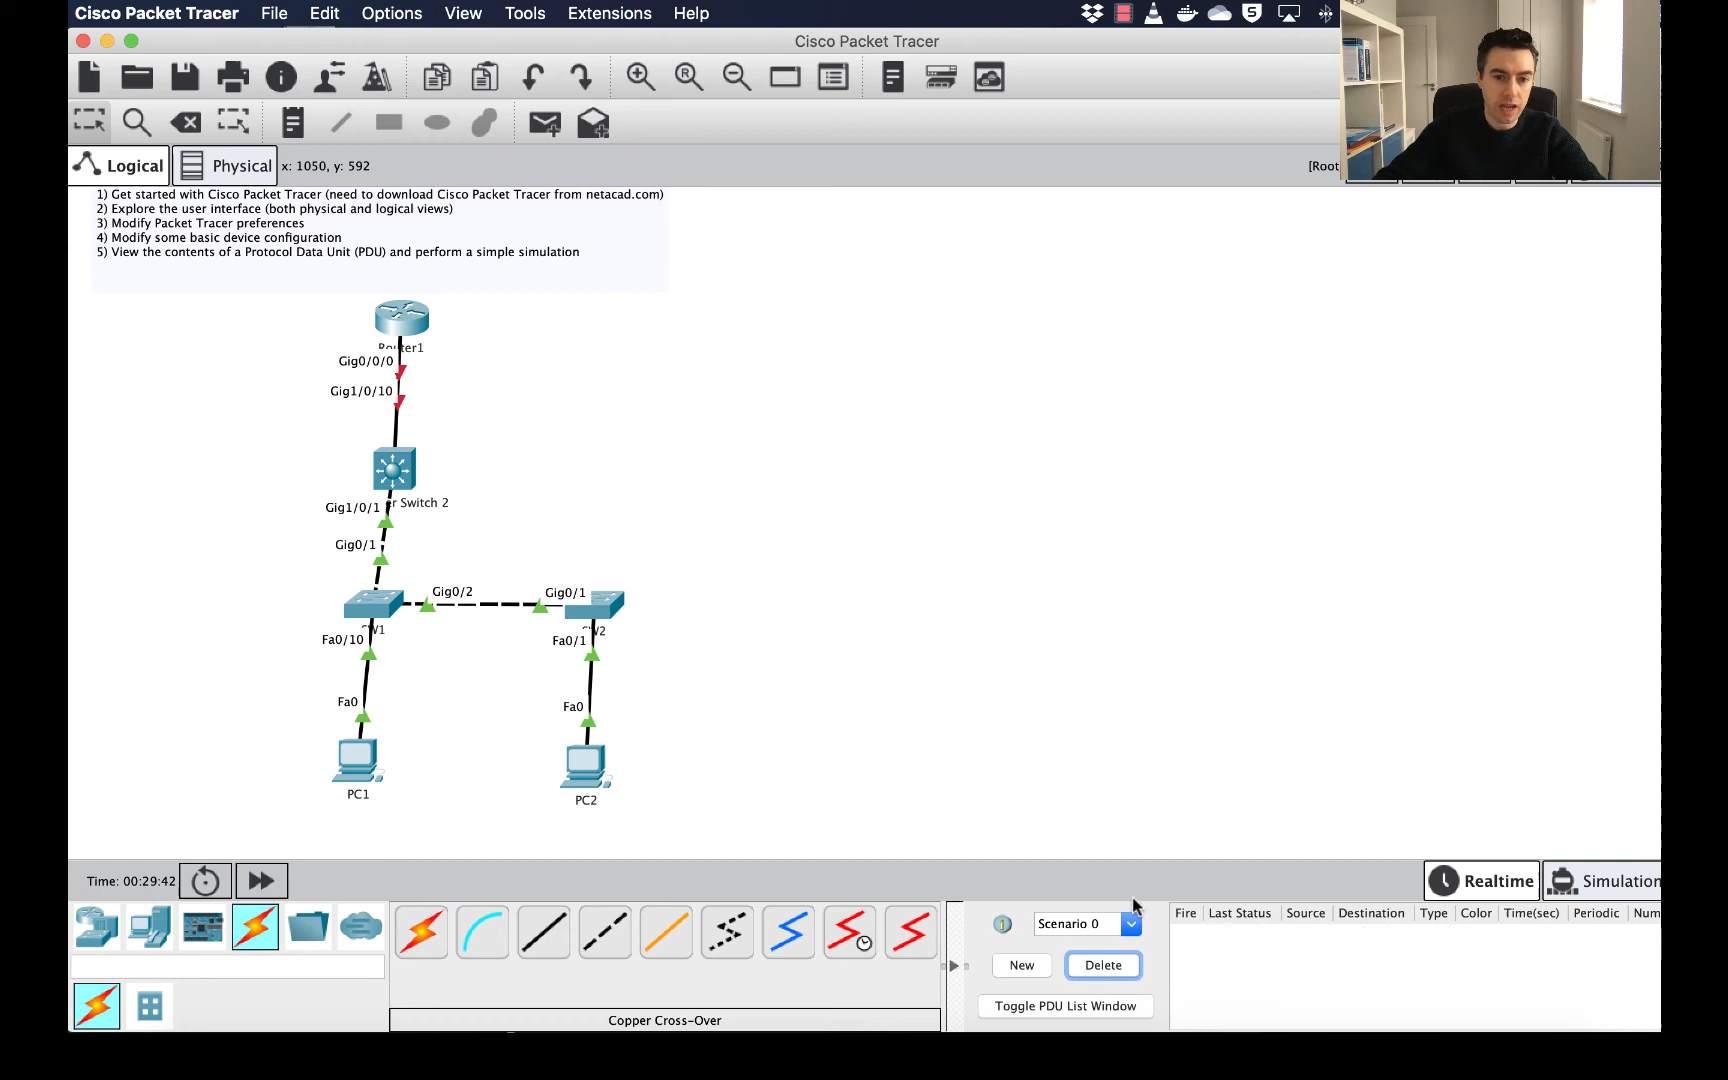 Cisco Packet Tracer File Edit Options View Tools Extensions Help
Cisco Packet Tracer
Logical Physical x: 1050, y: 592 [Root
1) Get started with Cisco Packet Tracer (need to download Cisco Packet Tracer from netacad.com)
2) Explore the user interface (both physical and logical views)
3) Modify Packet Tracer preferences
4) Modify some basic device configuration
5) View the contents of a Protocol Data Unit (PDU) and perform a simple simulation
Router1
Gig0/0/0
Gig1/0/10
er Switch 2
Gig1/0/1
Gig0/1
Gig0/2 Gig0/1
SW1 SW2
Fa0/10 Fa0/1
Fa0 Fa0
PC1 PC2
Time: 00:29:42 Realtime Simulation
Scenario 0 Fire Last Status Source Destination Type Color Time(sec) Periodic Num
New Delete
Toggle PDU List Window
Copper Cross-Over